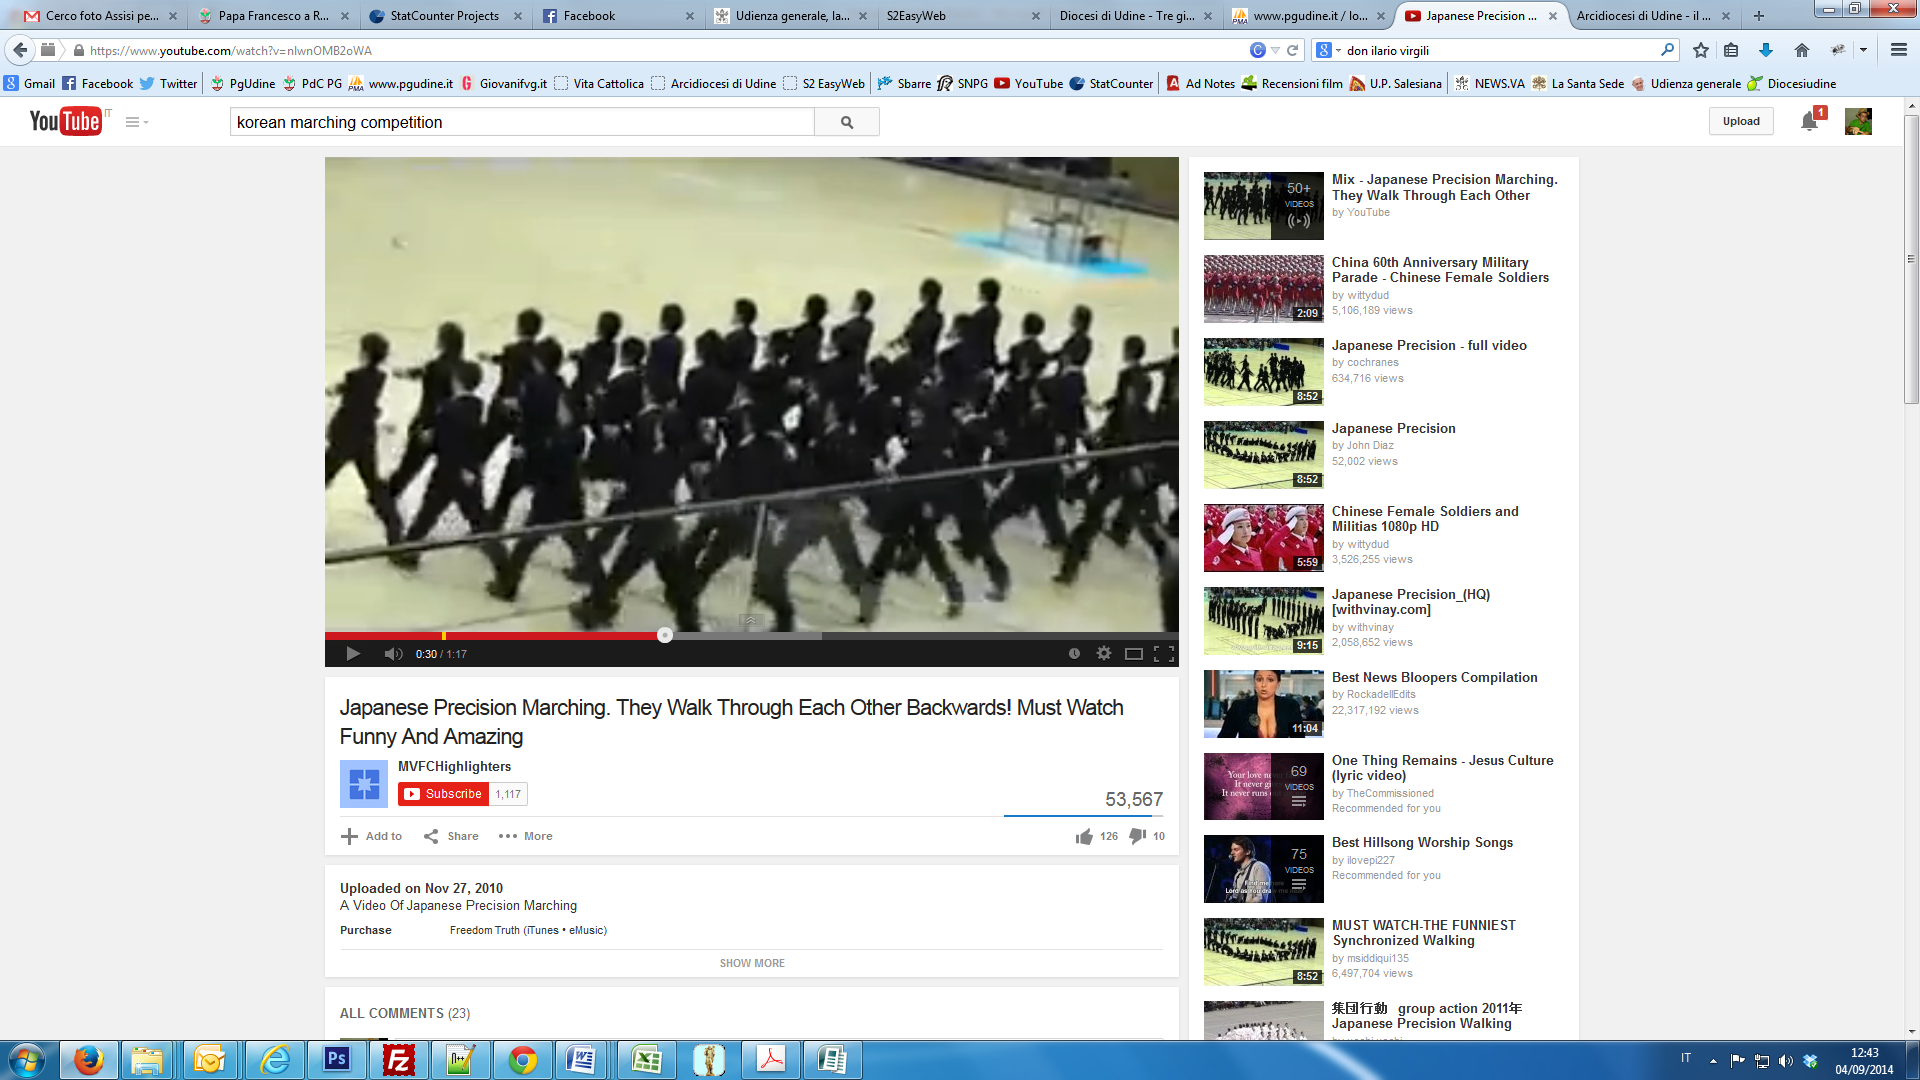 Cerco foto Assisi pe...
Papa Francesco a R...
StatCounter Projects
Facebook
Udienza generale, la...
S2EasyWeb
Diocesi di Udine - Tre gi...
www.pgudine.it / lo...
Japanese Precision ...
Arcidiocesi di Udine - il ...
https://www.youtube.com/watch?v=nlwnOMB2oWA
don ilario virgili
Gmail
Facebook
Twitter
PgUdine
PdC PG
www.pgudine.it
Giovanifvg.it
Vita Cattolica
Arcidiocesi di Udine
S2 EasyWeb
Sbarre
SNPG
YouTube
StatCounter
Ad Notes
Recensioni film
U.P. Salesiana
NEWS.VA
La Santa Sede
Udienza generale
Diocesiudine
YouTube IT
korean marching competition
Upload
1
0:30 / 1:17
Japanese Precision Marching. They Walk Through Each Other Backwards! Must Watch
Funny And Amazing
MVFCHighlighters
Subscribe 1,117
53,567
Add to
Share
More
126
10
Uploaded on Nov 27, 2010
A Video Of Japanese Precision Marching
Purchase Freedom Truth (iTunes • eMusic)
SHOW MORE
ALL COMMENTS (23)
50+
VIDEOS
Mix - Japanese Precision Marching.
They Walk Through Each Other
by YouTube
2:09
China 60th Anniversary Military
Parade - Chinese Female Soldiers
by wittydud
5,106,189 views
8:52
Japanese Precision - full video
by cochranes
634,716 views
8:52
Japanese Precision
by John Diaz
52,002 views
5:59
Chinese Female Soldiers and
Militias 1080p HD
by wittydud
3,526,255 views
9:15
Japanese Precision_(HQ)
[withvinay.com]
by withvinay
2,058,652 views
11:04
Best News Bloopers Compilation
by RockadellEdits
22,317,192 views
69
VIDEOS
One Thing Remains - Jesus Culture
(lyric video)
by TheCommissioned
Recommended for you
75
VIDEOS
Best Hillsong Worship Songs
by ilovepi227
Recommended for you
8:52
MUST WATCH-THE FUNNIEST
Synchronized Walking
by msiddiqui135
6,497,704 views
集団行動 group action 2011年
Japanese Precision Walking
IT
12:43
04/09/2014